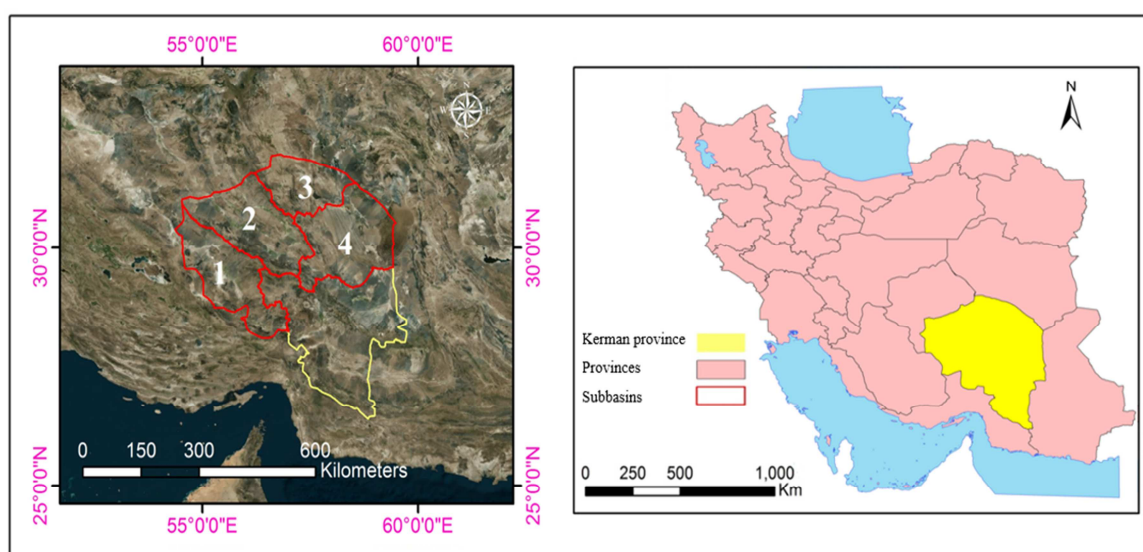 55°0'0"E 60°0'0"E
N
W E
3
2
4
1
30°0'0"N 30°0'0"N
0 150 300 600
Kilometers
25°0'0"N 25°0'0"N
55°0'0"E 60°0'0"E
N
Kerman province
Provinces
Subbasins
0 250 500 1,000
Km